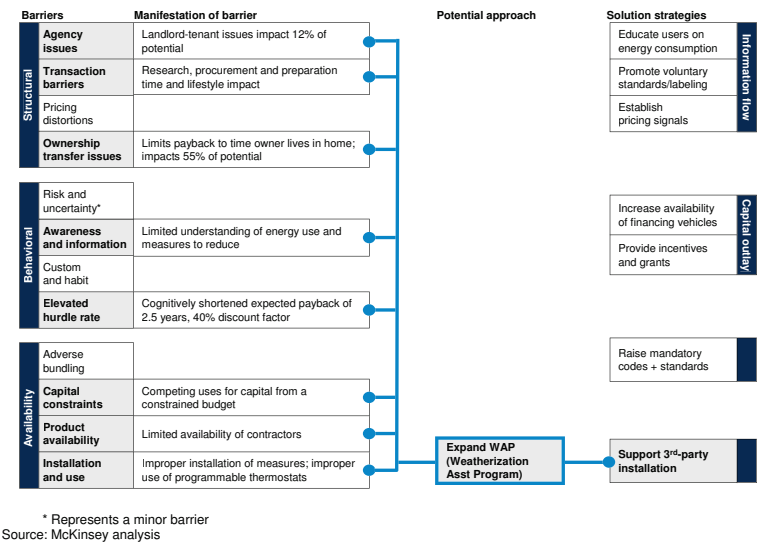 Barriers
Manifestation of barrier
Potential approach
Solution strategies
Structural
Agency
issues
Landlord-tenant issues impact 12% of
potential
Transaction
barriers
Research, procurement and preparation
time and lifestyle impact
Pricing
distortions
Ownership
transfer issues
Limits payback to time owner lives in home;
impacts 55% of potential
Behavioral
Risk and
uncertainty*
Awareness
and information
Limited understanding of energy use and
measures to reduce
Custom
and habit
Elevated
hurdle rate
Cognitively shortened expected payback of
2.5 years, 40% discount factor
Availability
Adverse
bundling
Capital
constraints
Competing uses for capital from a
constrained budget
Product
availability
Limited availability of contractors
Installation
and use
Improper installation of measures; improper
use of programmable thermostats
Expand WAP
(Weatherization
Asst Program)
Educate users on
energy consumption
Promote voluntary
standards/labeling
Establish
pricing signals
Information flow
Increase availability
of financing vehicles
Provide incentives
and grants
Capital outlay
Raise mandatory
codes + standards
Support 3rd-party
installation
* Represents a minor barrier
Source: McKinsey analysis